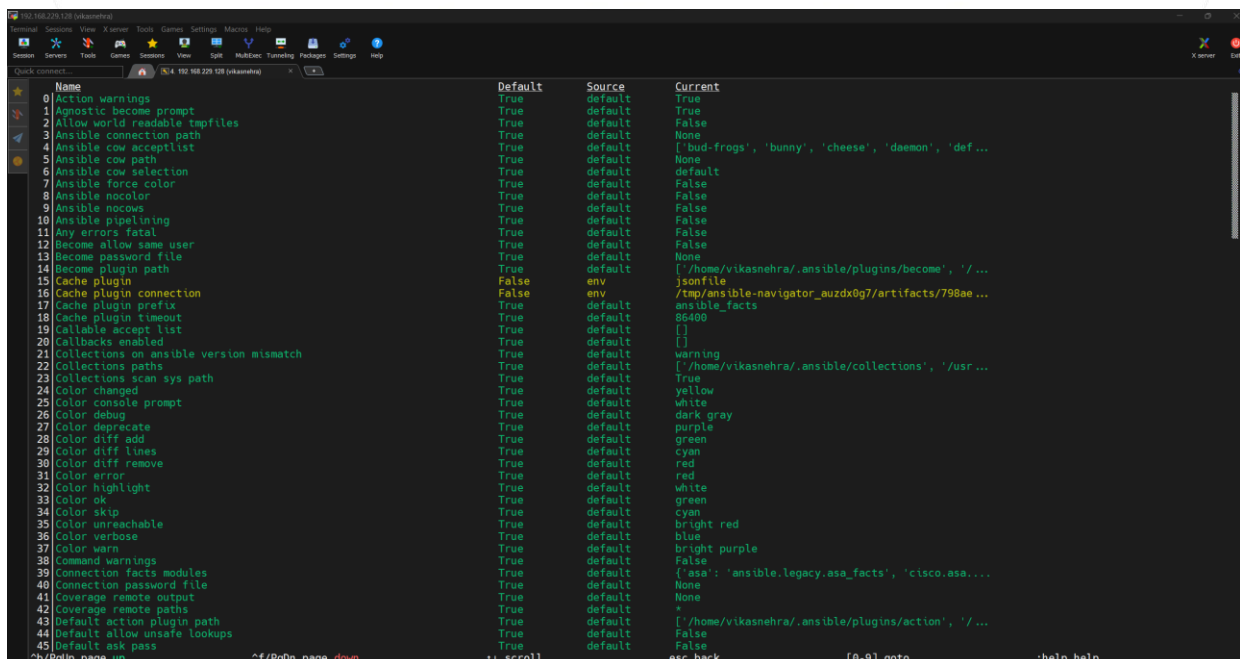 192.168.229.128 (vikasnehra)
Terminal Sessions View X server Tools Games Settings Macros Help
Session Servers Tools Games Sessions View Split MultiExec Tunneling Packages Settings Help X server Exit
Quick connect... 4. 192.168.229.128 (vikasnehra)
Name Default Source Current
0 Action warnings True default True
1 Agnostic become prompt True default True
2 Allow world readable tmpfiles True default False
3 Ansible connection path True default None
4 Ansible cow acceptlist True default ['bud-frogs', 'bunny', 'cheese', 'daemon', 'def...
5 Ansible cow path True default None
6 Ansible cow selection True default default
7 Ansible force color True default False
8 Ansible nocolor True default False
9 Ansible nocows True default False
10 Ansible pipelining True default False
11 Any errors fatal True default False
12 Become allow same user True default False
13 Become password file True default None
14 Become plugin path True default ['/home/vikasnehra/.ansible/plugins/become', '/...
15 Cache plugin False env jsonfile
16 Cache plugin connection False env /tmp/ansible-navigator_auzdx0g7/artifacts/798ae...
17 Cache plugin prefix True default ansible_facts
18 Cache plugin timeout True default 86400
19 Callable accept list True default []
20 Callbacks enabled True default []
21 Collections on ansible version mismatch True default warning
22 Collections paths True default ['/home/vikasnehra/.ansible/collections', '/usr...
23 Collections scan sys path True default True
24 Color changed True default yellow
25 Color console prompt True default white
26 Color debug True default dark gray
27 Color deprecate True default purple
28 Color diff add True default green
29 Color diff lines True default cyan
30 Color diff remove True default red
31 Color error True default red
32 Color highlight True default white
33 Color ok True default green
34 Color skip True default cyan
35 Color unreachable True default bright red
36 Color verbose True default blue
37 Color warn True default bright purple
38 Command warnings True default False
39 Connection facts modules True default {'asa': 'ansible.legacy.asa_facts', 'cisco.asa....
40 Connection password file True default None
41 Coverage remote output True default None
42 Coverage remote paths True default *
43 Default action plugin path True default ['/home/vikasnehra/.ansible/plugins/action', '/...
44 Default allow unsafe lookups True default False
45 Default ask pass True default False
^b/PgUp page up ^f/PgDn page down ↑↓ scroll esc back [0-9] goto :help help